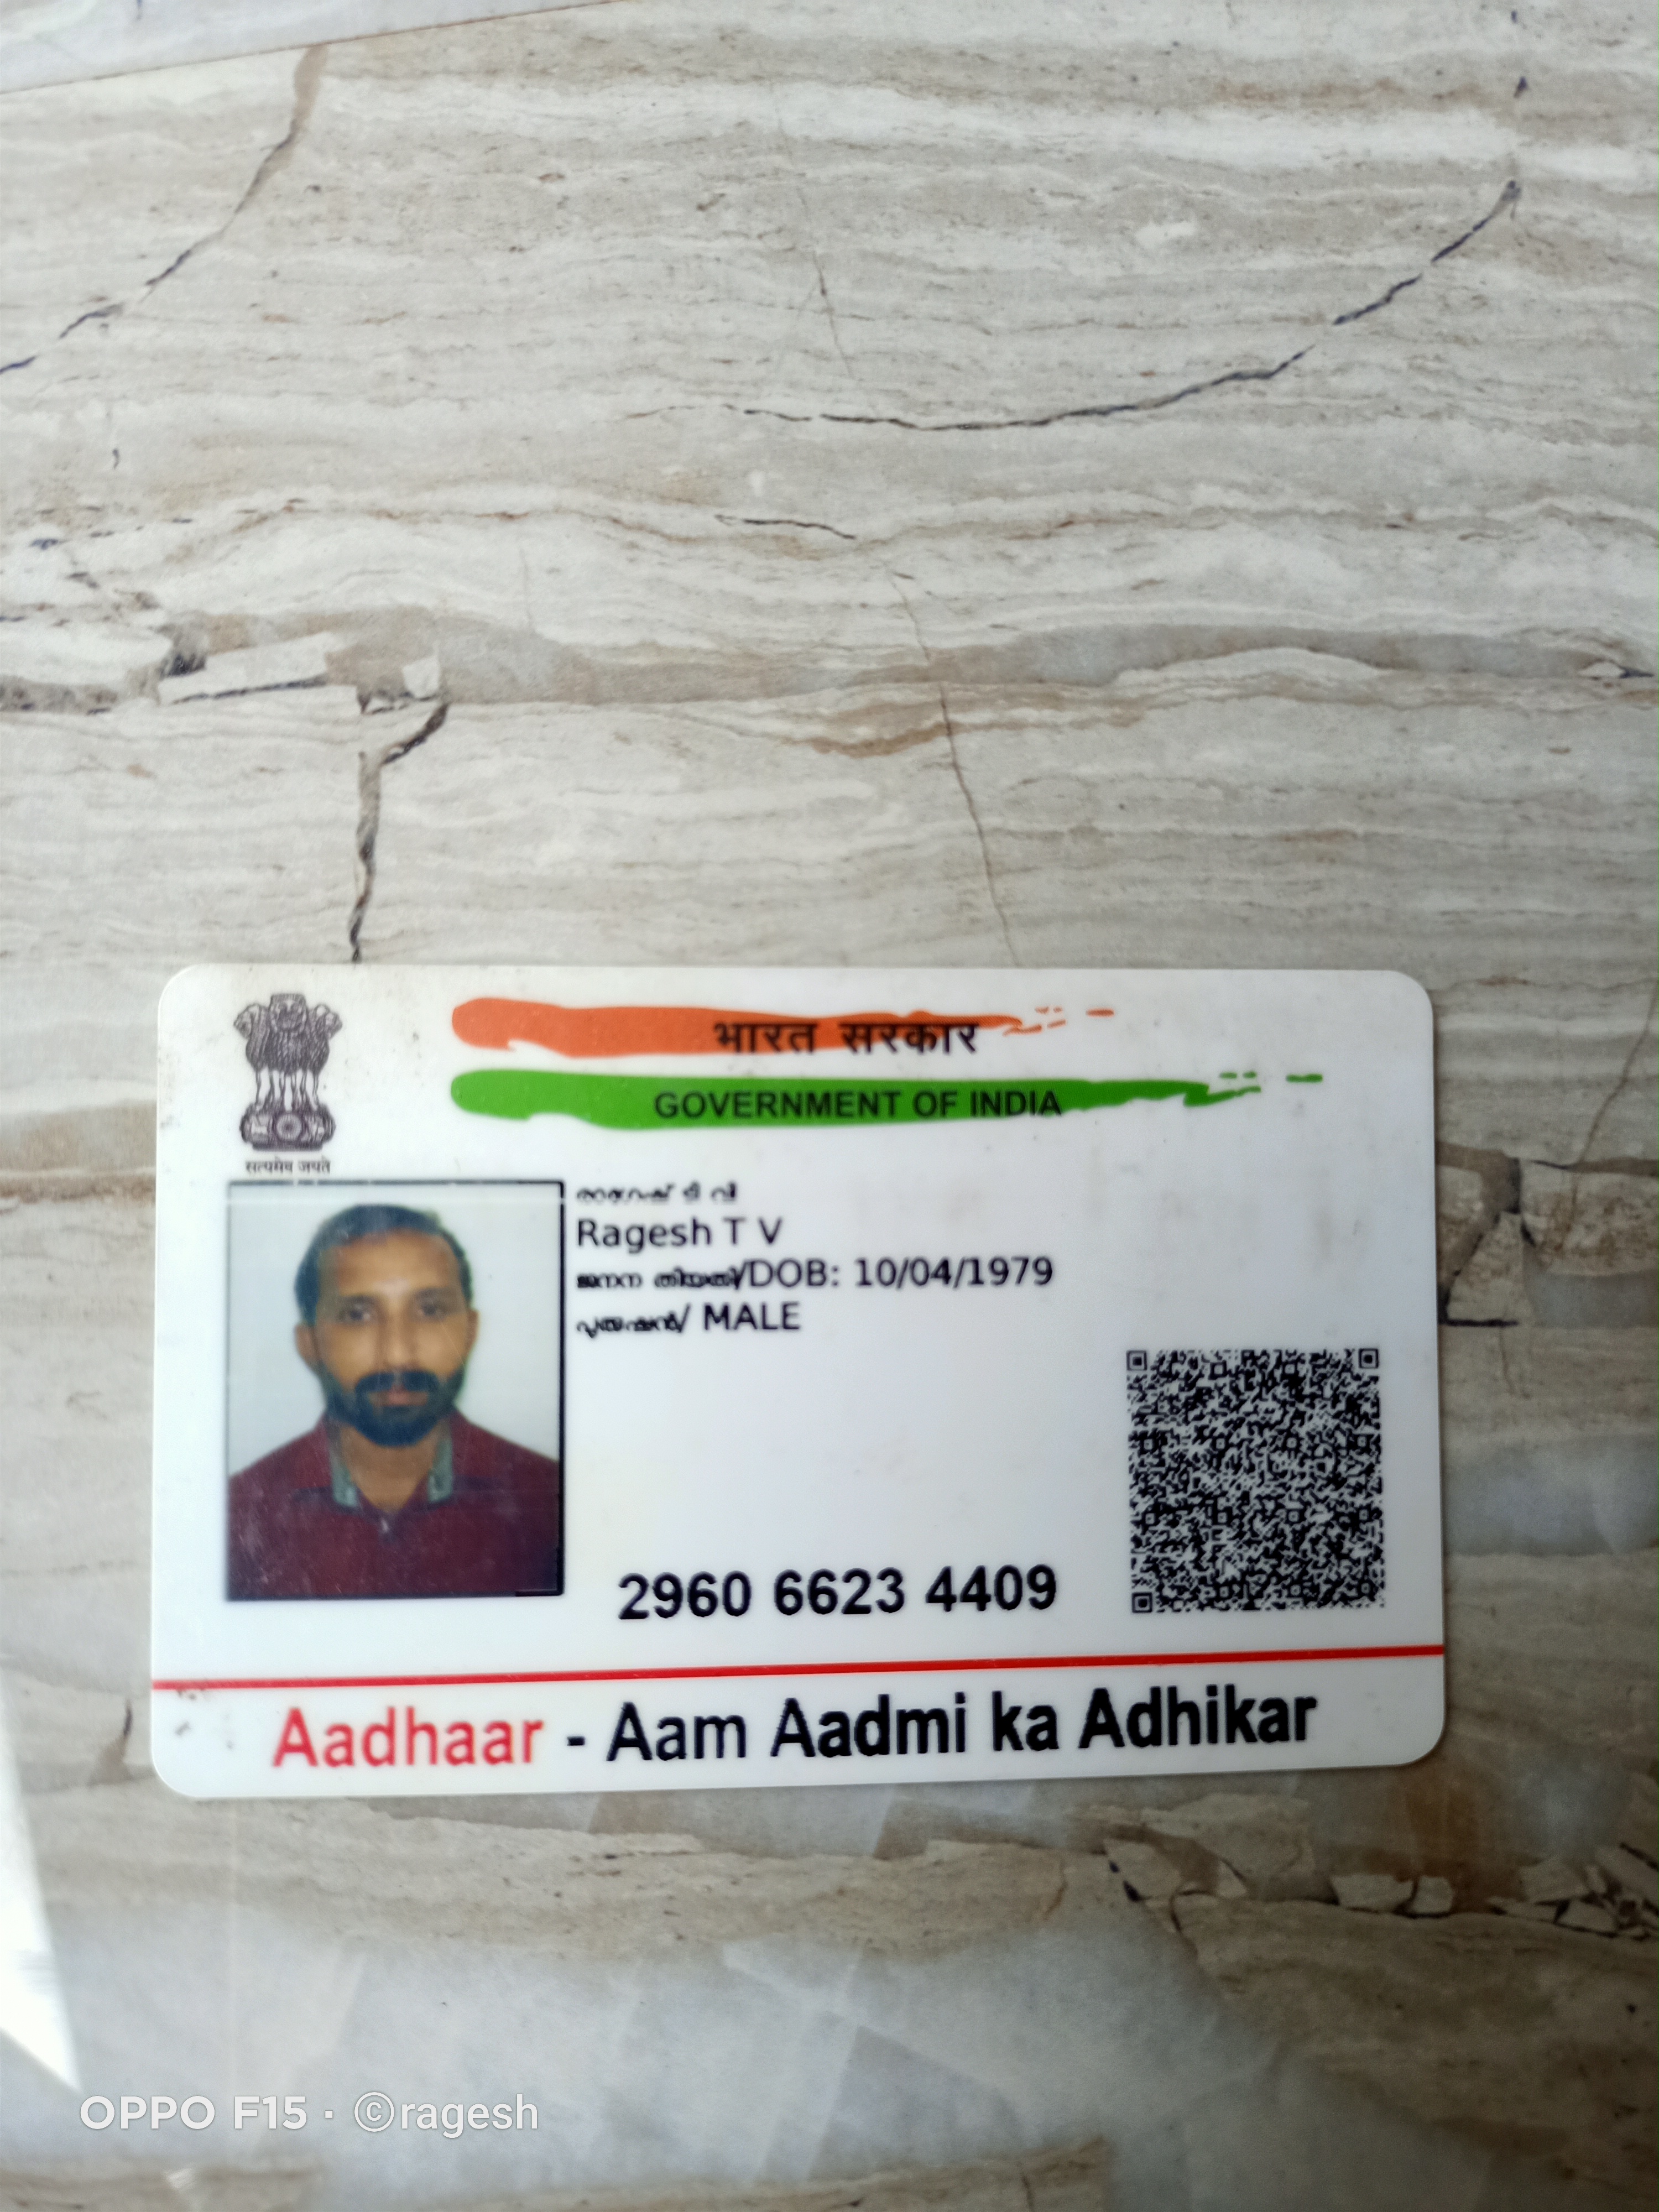 भारत सरकार
GOVERNMENT OF INDIA
सत्यमेव जयते
രാഗേഷ് ടി വി
Ragesh T V
ജനന തിയതി/DOB: 10/04/1979
പുരുഷൻ/ MALE
2960 6623 4409
Aadhaar - Aam Aadmi ka Adhikar
OPPO F15 · ©ragesh